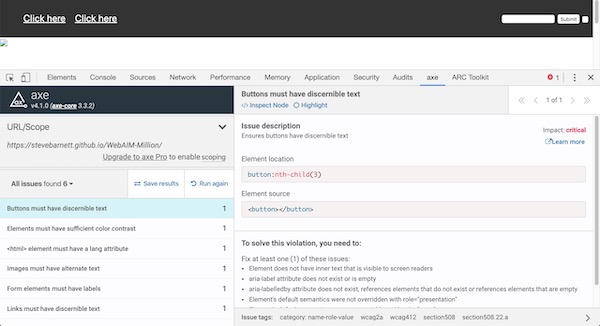 Click here Click here Submit
Elements Console Sources Network Performance Memory Application Security Audits axe ARC Toolkit 1
axe
v4.1.0 (axe-core 3.3.2)
URL/Scope
https://stevebarnett.github.io/WebAIM-Million/
Upgrade to axe Pro to enable scoping
All issues found 6 Save results Run again
Buttons must have discernible text 1
Elements must have sufficient color contrast 1
<html> element must have a lang attribute 1
Images must have alternate text 1
Form elements must have labels 1
Links must have discernible text 1
Buttons must have discernible text
</> Inspect Node Highlight
1 of 1
Issue description
Ensures buttons have discernible text
Impact: critical
Learn more
Element location
button:nth-child(3)
Element source
<button></button>
To solve this violation, you need to:
Fix at least one (1) of these issues:
• Element does not have inner text that is visible to screen readers
• aria-label attribute does not exist or is empty
• aria-labelledby attribute does not exist, references elements that do not exist or references elements that are empty
• Element's default semantics were not overridden with role="presentation"
Issue tags: category: name-role-value wcag2a wcag412 section508 section508.22.a